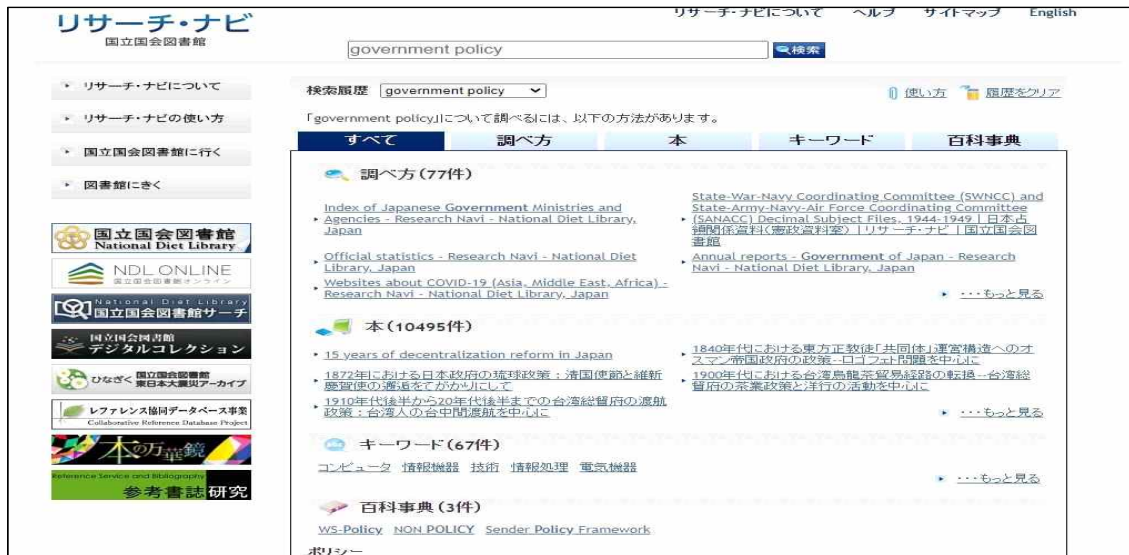 リサーチ・ナビ
国立国会図書館
リサーチ・ナビについて ヘルプ サイトマップ English
government policy 検索
リサーチ・ナビについて
リサーチ・ナビの使い方
国立国会図書館に行く
図書館にきく
国立国会図書館
National Diet Library
NDL ONLINE
国立国会図書館オンライン
National Diet Library
国立国会図書館サーチ
国立国会図書館
デジタルコレクション
ひなぎく 国立国会図書館
東日本大震災アーカイブ
レファレンス協同データベース事業
Collaborative Reference Database Project
本の万華鏡
Reference Service and Bibliography
参考書誌研究
検索履歴 government policy
使い方 履歴をクリア
「government policy」について調べるには、以下の方法があります。
すべて 調べ方 本 キーワード 百科事典
調べ方(77件)
Index of Japanese Government Ministries and
Agencies - Research Navi - National Diet Library,
Japan
State-War-Navy Coordinating Committee (SWNCC) and
State-Army-Navy-Air Force Coordinating Committee
(SANACC) Decimal Subject Files, 1944-1949 | 日本占
領関係資料(憲政資料室) | リサーチ・ナビ | 国立国会図
書館
Official statistics - Research Navi - National Diet
Library, Japan
Annual reports - Government of Japan - Research
Navi - National Diet Library, Japan
Websites about COVID-19 (Asia, Middle East, Africa) -
Research Navi - National Diet Library, Japan
・・・もっと見る
本(10495件)
15 years of decentralization reform in Japan
1840年代における東方正教徒「共同体」運営構造へのオ
スマン帝国政府の政策--ロゴフェト問題を中心に
1872年における日本政府の琉球政策:清国使節と維新
慶賀使の邂逅をてがかりにして
1900年代における台湾烏龍茶貿易経路の転換--台湾総
督府の茶業政策と洋行の活動を中心に
1910年代後半から20年代後半までの台湾総督府の渡航
政策:台湾人の台中間渡航を中心に
・・・もっと見る
キーワード(67件)
コンピュータ 情報機器 技術 情報処理 電気機器
・・・もっと見る
百科事典(3件)
WS-Policy NON POLICY Sender Policy Framework
ポリシー